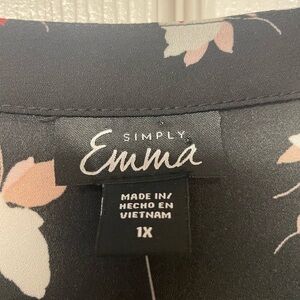 SIMPLY
Emma
MADE IN/
HECHO EN
VIETNAM
1X